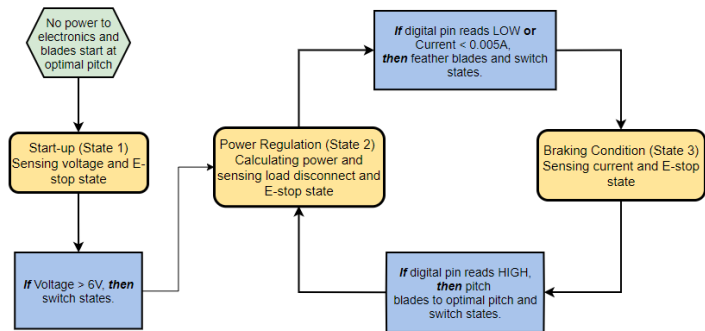 No power to
electronics and
blades start at
optimal pitch
Start-up (State 1)
Sensing voltage and E-
stop state
If Voltage > 6V, then
switch states.
Power Regulation (State 2)
Calculating power and
sensing load disconnect and
E-stop state
If digital pin reads LOW or
Current < 0.005A,
then feather blades and switch
states.
Braking Condition (State 3)
Sensing current and E-stop
state
If digital pin reads HIGH,
then pitch
blades to optimal pitch and
switch states.